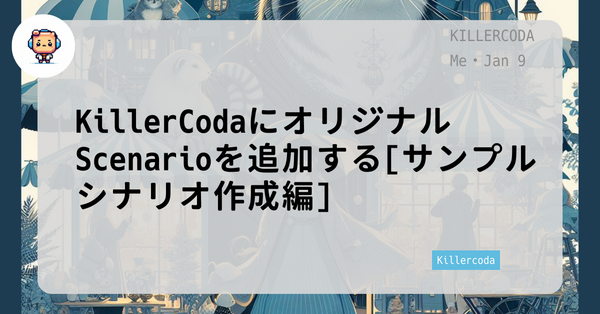 KILLERCODA
Me・Jan 9
KillerCodaにオリジナル
Scenarioを追加する[サンプル
シナリオ作成編]
Killercoda